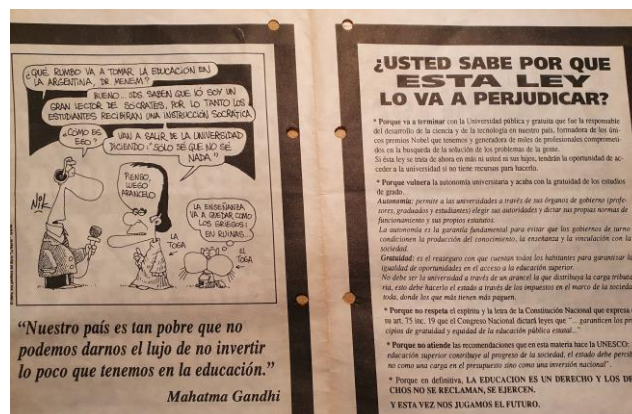 ¿QUÉ RUMBO VA A TOMAR LA EDUCACIÓN EN
LA ARGENTINA, DR. MENEM?
BUENO... UDS. SABEN QUE IÓ SOY UN
GRAN LECTOR DE SÓCRATES, POR LO TANTO LOS
ESTUDIANTES RECIBIRÁN UNA INSTRUCCIÓN SOCRÁTICA
¿CÓMO ES
ESO?
VAN A SALIR DE LA UNIVERSIDAD
DICIENDO: "SÓLO SÉ QUE NO SÉ
NADA"
PIENSO,
LUEGO
ARANCELO
LA ENSEÑANZA
VA A QUEDAR COMO
LOS GRIEGOS:
EN RUINAS...
Nik
LA
TOGA
EL
TOGA
"Nuestro país es tan pobre que no
podemos darnos el lujo de no invertir
lo poco que tenemos en la educación."
Mahatma Gandhi
¿USTED SABE POR QUE
ESTA LEY
LO VA A PERJUDICAR?
* Porque va a terminar con la Universidad pública y gratuita que fue la responsable
del desarrollo de la ciencia y de la tecnología en nuestro país, formadora de los úni-
cos premios Nobel que tenemos y generadora de miles de profesionales comprometi-
dos en la búsqueda de la solución de los problemas de la gente.
Si ésta ley se trata de ahora en más ni usted ni sus hijos, tendrán la oportunidad de ac-
ceder a la universidad si no tiene recursos para hacerlo.
* Porque vulnera la autonomía universitaria y acaba con la gratuidad de los estudios
de grado.
Autonomía: permite a las universidades a través de sus órganos de gobierno (profe-
sores, graduados y estudiantes) elegir sus autoridades y dictar sus propias normas de
funcionamiento y sus propios estatutos.
La autonomía es la garantía fundamental para evitar que los gobiernos de turno
condicionen la producción del conocimiento, la enseñanza y la vinculación con la
sociedad.
Gratuidad: es el reaseguro con que cuentan todos los habitantes para garantizar la
igualdad de oportunidades en el acceso a la educación superior.
No debe ser la universidad a través de un arancel la que distribuya la carga tributa-
ria, esto debe hacerlo el estado a través de los impuestos en el marco de la sociedad
toda, donde los que más tienen más paguen.
* Porque no respeta el espíritu y la letra de la Constitución Nacional que expresa
su art. 75 inc. 19 que el Congreso Nacional dictará leyes que "... garanticen los prin
cipios de gratuidad y equidad de la educación pública estatal..."
* Porque no atiende las recomendaciones que en esta materia hace la UNESCO:
educación superior contribuye al progreso de la sociedad, el estado debe percib
no como una carga en el presupuesto sino como una inversión nacional".
* Porque en definitiva, LA EDUCACION ES UN DERECHO Y LOS DE
CHOS NO SE RECLAMAN, SE EJERCEN.
Y ESTA VEZ NOS JUGAMOS EL FUTURO.